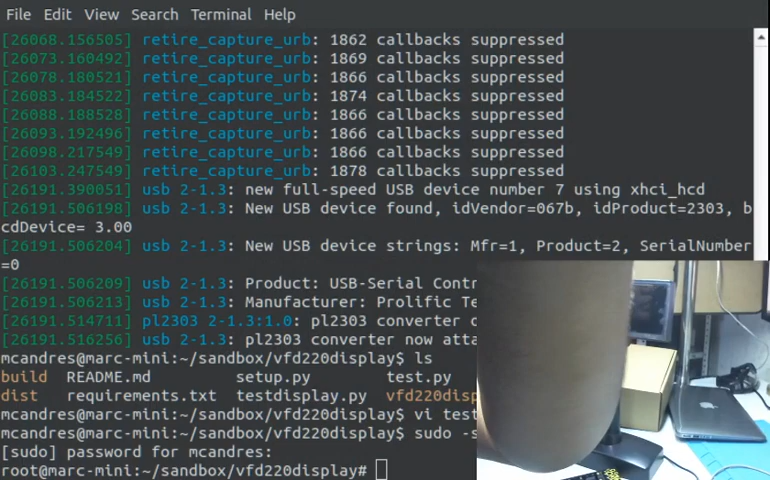 File Edit View Search Terminal Help
[26068.156505] retire_capture_urb: 1862 callbacks suppressed
[26073.160492] retire_capture_urb: 1869 callbacks suppressed
[26078.180521] retire_capture_urb: 1866 callbacks suppressed
[26083.184522] retire_capture_urb: 1874 callbacks suppressed
[26088.188528] retire_capture_urb: 1866 callbacks suppressed
[26093.192496] retire_capture_urb: 1866 callbacks suppressed
[26098.217549] retire_capture_urb: 1866 callbacks suppressed
[26103.247549] retire_capture_urb: 1878 callbacks suppressed
[26191.390051] usb 2-1.3: new full-speed USB device number 7 using xhci_hcd
[26191.506198] usb 2-1.3: New USB device found, idVendor=067b, idProduct=2303, b
cdDevice= 3.00
[26191.506204] usb 2-1.3: New USB device strings: Mfr=1, Product=2, SerialNumber
=0
[26191.506209] usb 2-1.3: Product: USB-Serial Cont
[26191.506213] usb 2-1.3: Manufacturer: Prolific Te
[26191.514711] pl2303 2-1.3:1.0: pl2303 converter
[26191.516256] usb 2-1.3: pl2303 converter now atta
mcandres@marc-mini:~/sandbox/vfd220display$ ls
build README.md setup.py test.py
dist requirements.txt testdisplay.py vfd220disp
mcandres@marc-mini:~/sandbox/vfd220display$ vi test
mcandres@marc-mini:~/sandbox/vfd220display$ sudo -s
[sudo] password for mcandres:
root@marc-mini:~/sandbox/vfd220display#